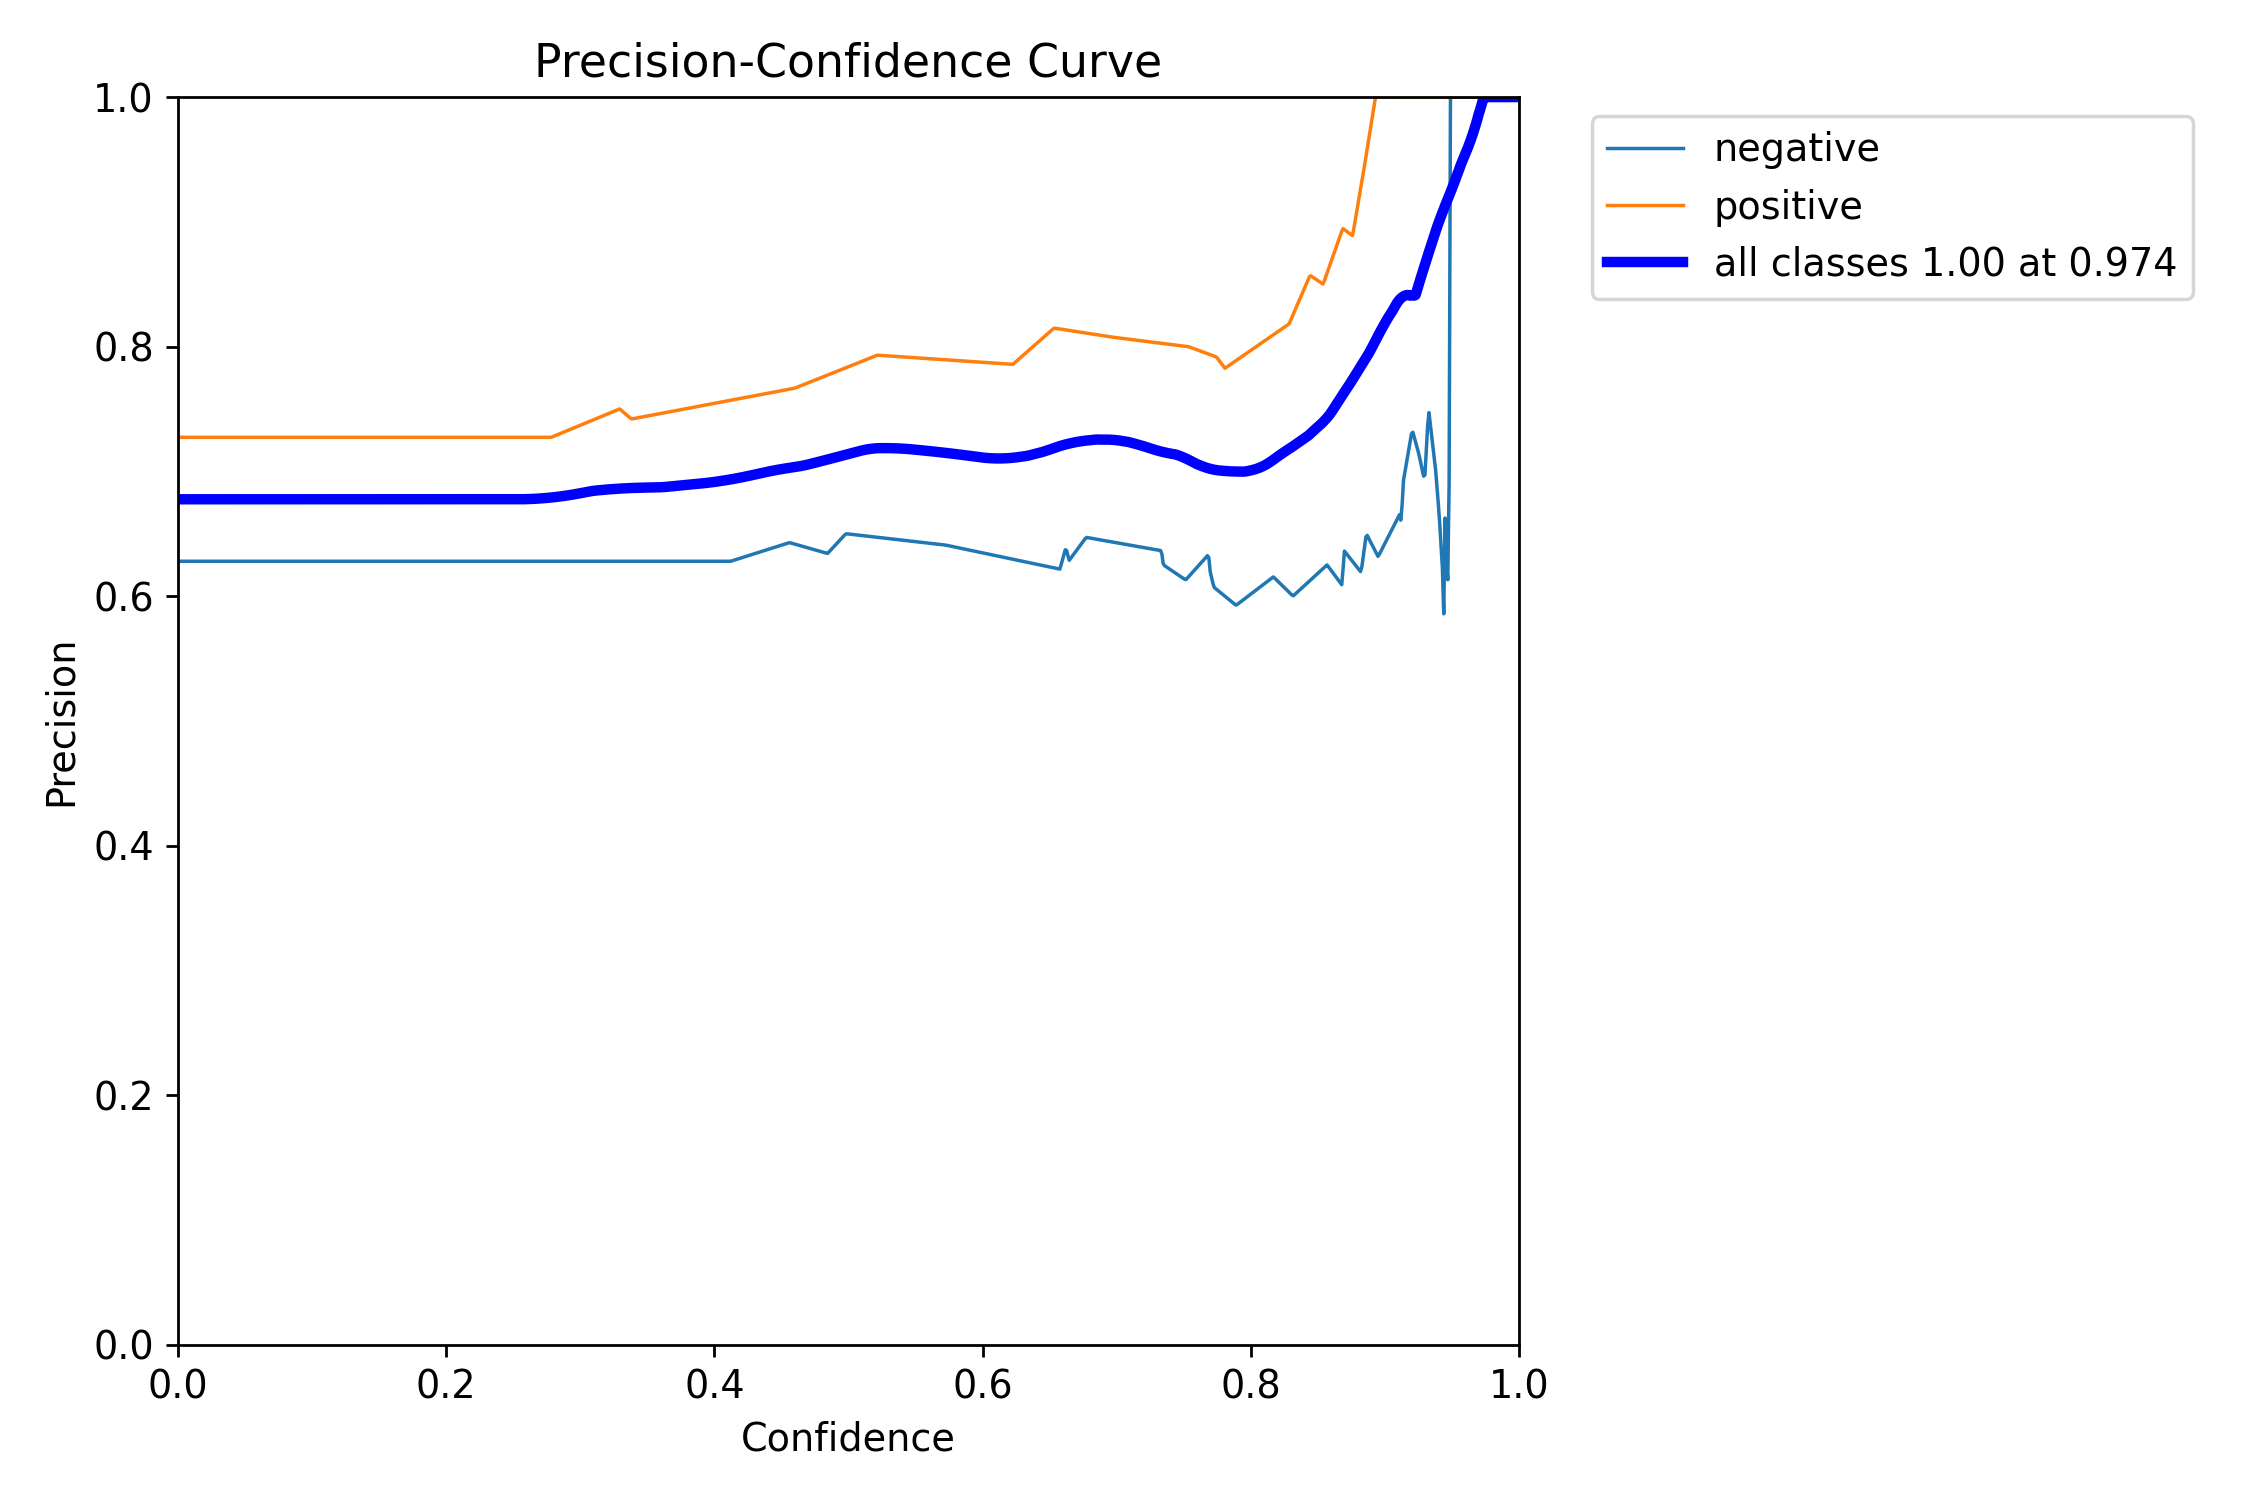 Precision-Confidence Curve
1.0
0.8
0.6
0.4
0.2
0.0
Precision
0.0 0.2 0.4 0.6 0.8 1.0
Confidence
negative
positive
all classes 1.00 at 0.974